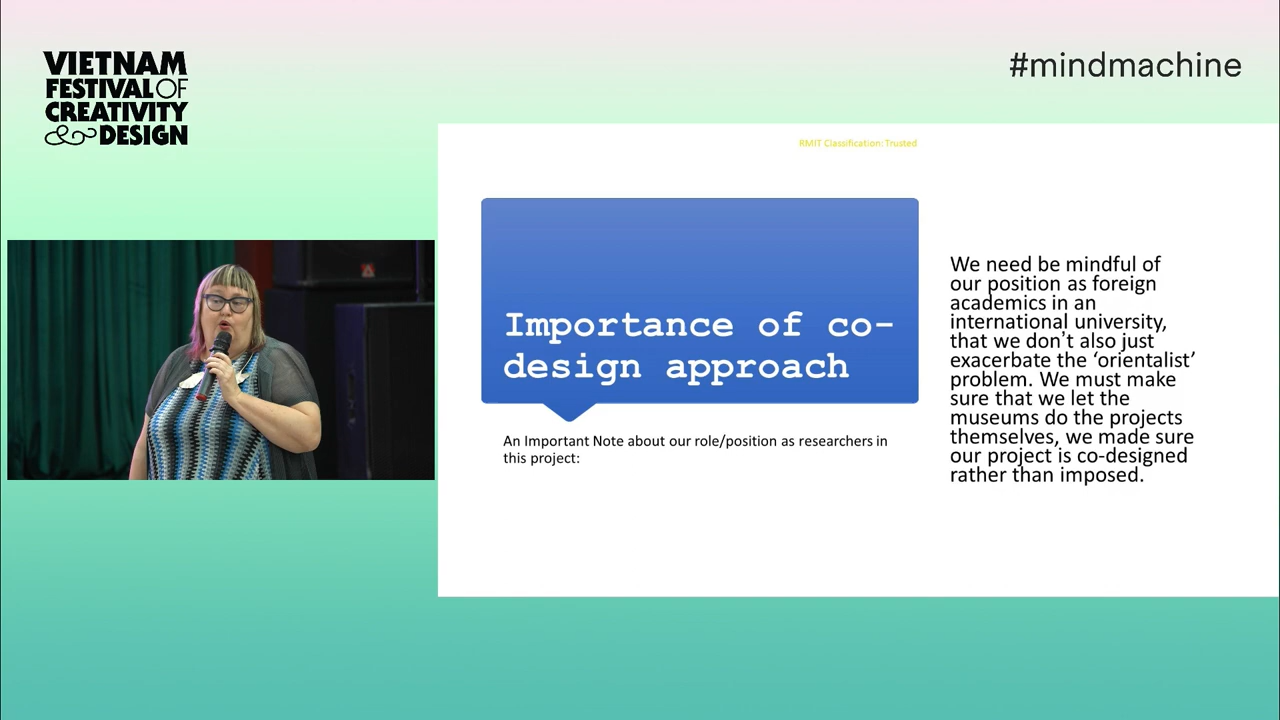 VIETNAM
FESTIVAL OF
CREATIVITY
& DESIGN
#mindmachine
RMIT Classification: Trusted
Importance of co-
design approach
An Important Note about our role/position as researchers in
this project:
We need be mindful of
our position as foreign
academics in an
international university,
that we don't also just
exacerbate the ‘orientalist’
problem. We must make
sure that we let the
museums do the projects
themselves, we made sure
our project is co-designed
rather than imposed.